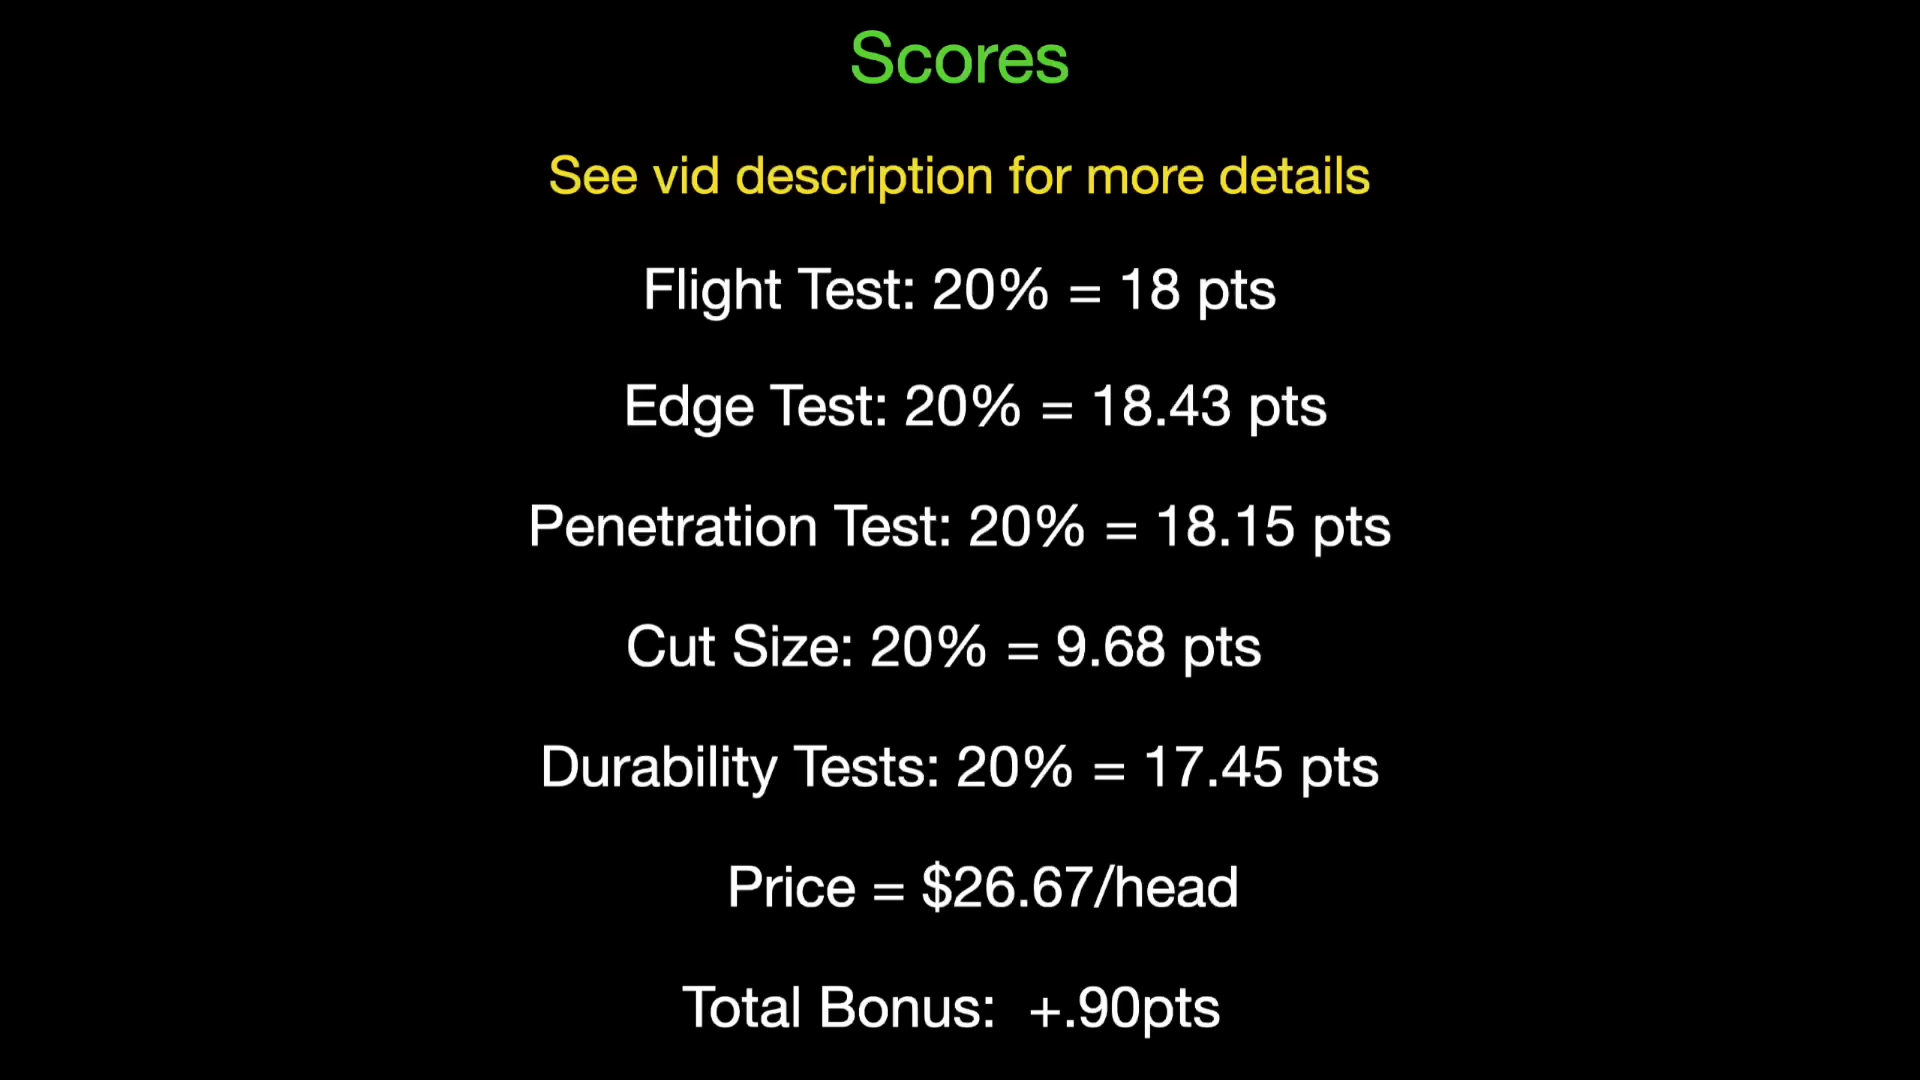 Scores
See vid description for more details
Flight Test: 20% = 18 pts
Edge Test: 20% = 18.43 pts
Penetration Test: 20% = 18.15 pts
Cut Size: 20% = 9.68 pts
Durability Tests: 20% = 17.45 pts
Price = $26.67/head
Total Bonus:  +.90pts